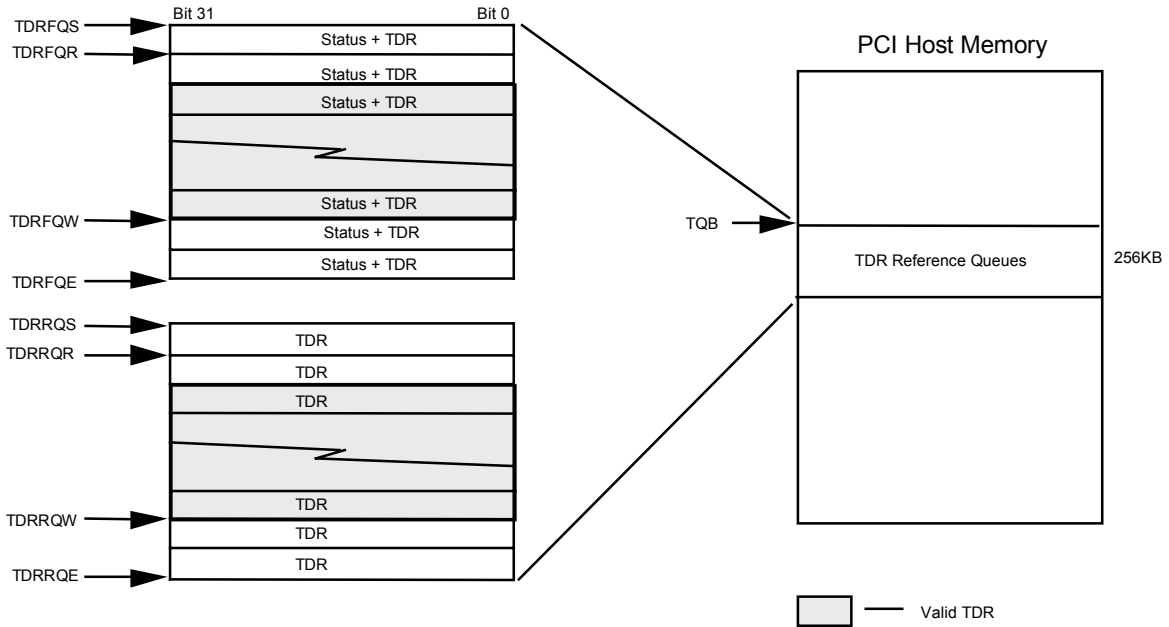 Bit 31
Bit 0
TDRFQS
TDRFQR
Status + TDR
Status + TDR
Status + TDR
Status + TDR
TDRFQW
Status + TDR
Status + TDR
TDRFQE
TDRRQS
TDRRQR
TDR
TDR
TDR
TDR
TDRRQW
TDR
TDR
TDRRQE
PCI Host Memory
TQB
TDR Reference Queues
256KB
Valid TDR